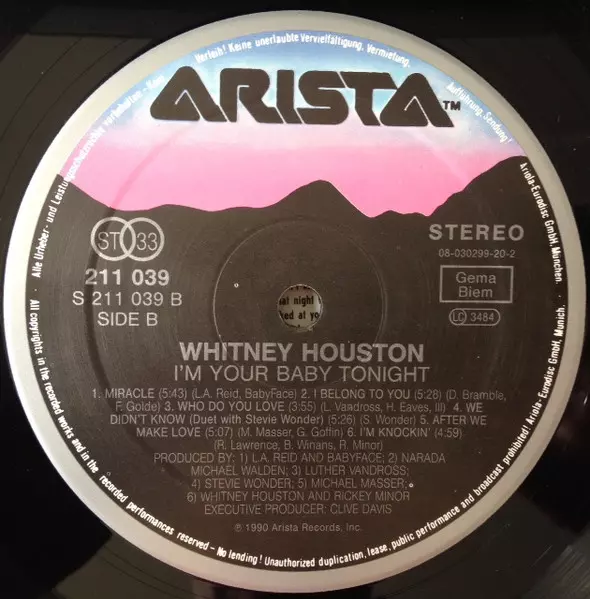 Alle Urheber- und Leistungsschutzrechte vorbehalten - Kein Verleih! Keine unerlaubte Vervielfältigung, Vermietung, Aufführung, Sendung!
ARISTA™
ST 33
STEREO
08-030299-20-2
211 039
Gema
Biem
S 211 039 B
LC 3484
SIDE B
WHITNEY HOUSTON
I'M YOUR BABY TONIGHT
1. MIRACLE (5:43) (L.A. Reid, BabyFace) 2. I BELONG TO YOU (5:28) (D. Bramble,
F. Golde) 3. WHO DO YOU LOVE (3:55) (L. Vandross, H. Eaves, III) 4. WE
DIDN'T KNOW (Duet with Stevie Wonder) (5:26) (S. Wonder) 5. AFTER WE
MAKE LOVE (5:07) (M. Masser, G. Goffin) 6. I'M KNOCKIN' (4:59)
(R. Lawrence, B. Winans, R. Minor)
PRODUCED BY: 1) L.A. REID AND BABYFACE; 2) NARADA
MICHAEL WALDEN; 3) LUTHER VANDROSS;
4) STEVIE WONDER; 5) MICHAEL MASSER;
6) WHITNEY HOUSTON AND RICKEY MINOR
EXECUTIVE PRODUCER: CLIVE DAVIS
℗ 1990 Arista Records, Inc.
Ariola-Eurodisc GmbH, München.
All copyrights in the recorded works and in the recorded performances reserved – No lending! Unauthorized duplication, lease, public performance and broadcast prohibited! Ariola-Eurodisc GmbH, Munich.
hat night
ked at yo